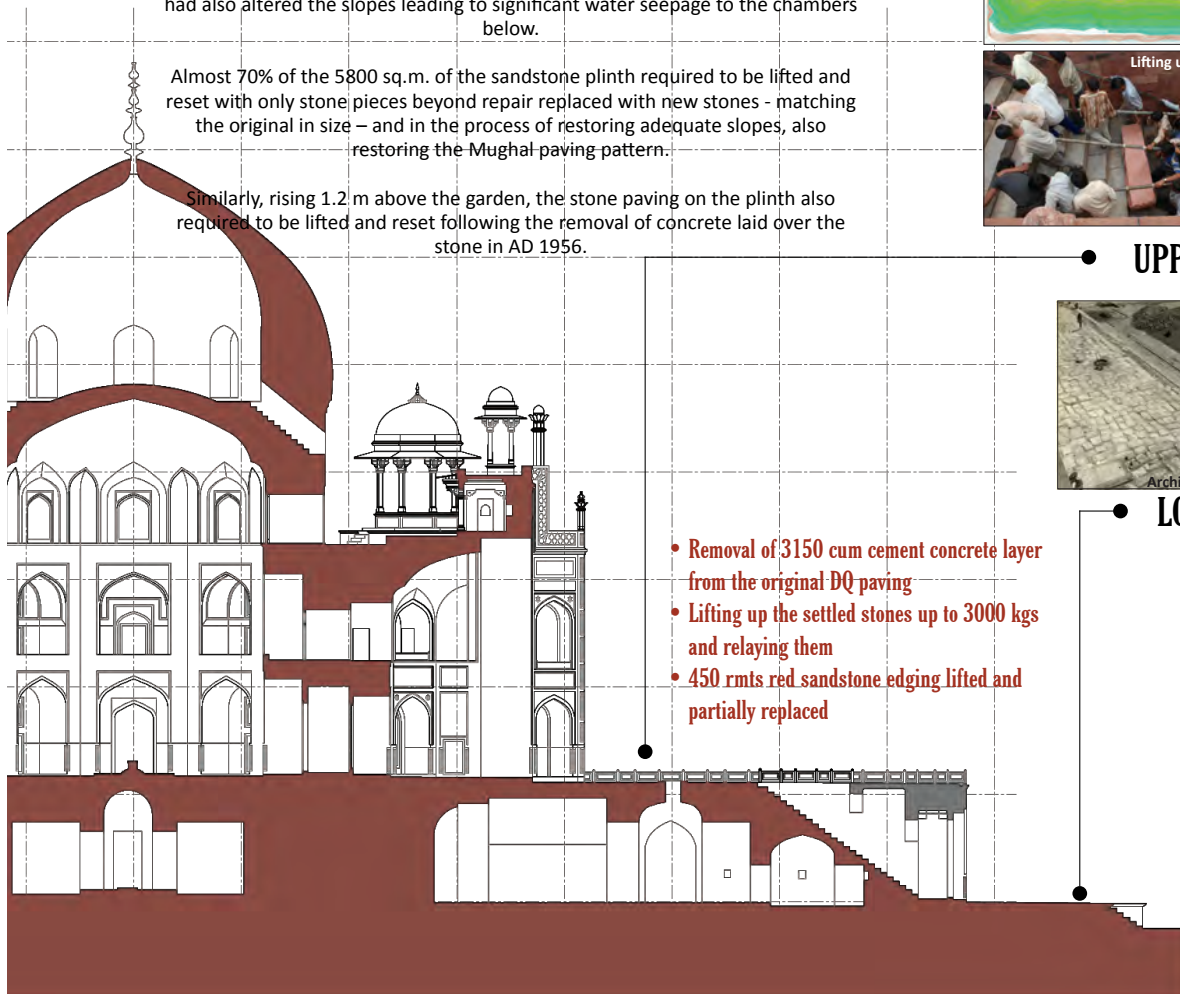 had also altered the slopes leading to significant water seepage to the chambers
below.
Almost 70% of the 5800 sq.m. of the sandstone plinth required to be lifted and
reset with only stone pieces beyond repair replaced with new stones - matching
the original in size – and in the process of restoring adequate slopes, also
restoring the Mughal paving pattern.
Similarly, rising 1.2 m above the garden, the stone paving on the plinth also
required to be lifted and reset following the removal of concrete laid over the
stone in AD 1956.
Lifting u
UPP
Archi
LO
• Removal of 3150 cum cement concrete layer
from the original DQ paving
• Lifting up the settled stones up to 3000 kgs
and relaying them
• 450 rmts red sandstone edging lifted and
partially replaced